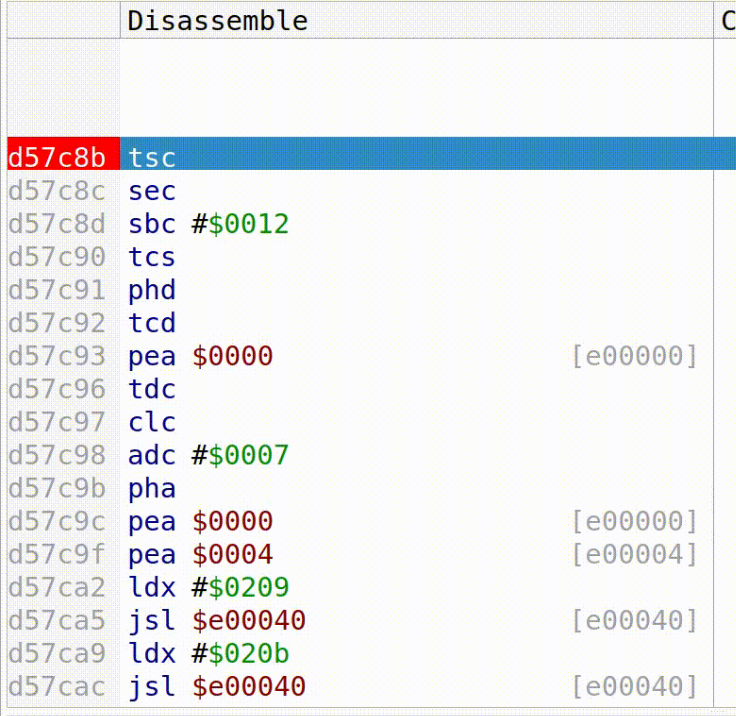 Disassemble C
d57c8b tsc
d57c8c sec
d57c8d sbc #$0012
d57c90 tcs
d57c91 phd
d57c92 tcd
d57c93 pea $0000 [e00000]
d57c96 tdc
d57c97 clc
d57c98 adc #$0007
d57c9b pha
d57c9c pea $0000 [e00000]
d57c9f pea $0004 [e00004]
d57ca2 ldx #$0209
d57ca5 jsl $e00040 [e00040]
d57ca9 ldx #$020b
d57cac jsl $e00040 [e00040]